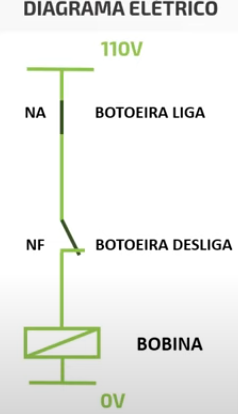 DIAGRAMA ELÉTRICO
110V
NA BOTOEIRA LIGA
NF BOTOEIRA DESLIGA
BOBINA
0V